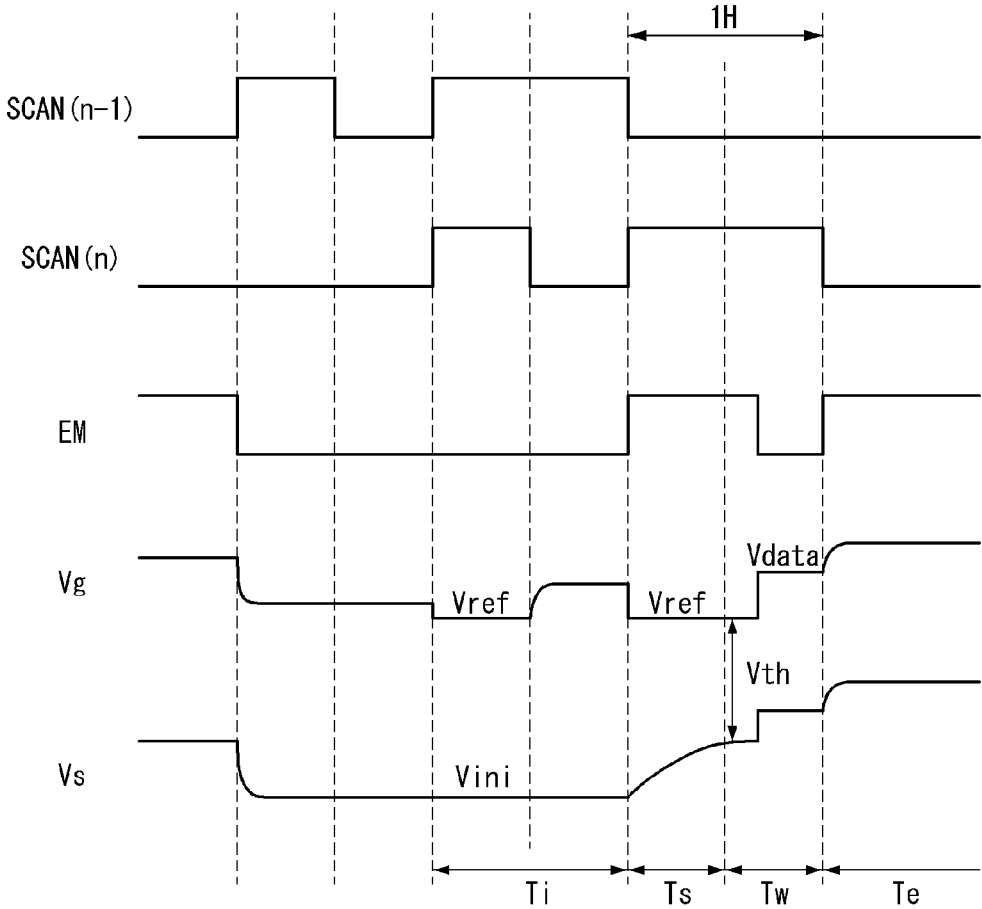 1H
SCAN(n-1)
SCAN(n)
EM
Vg
Vref
Vref
Vdata
Vth
Vs
Vini
Ti
Ts
Tw
Te